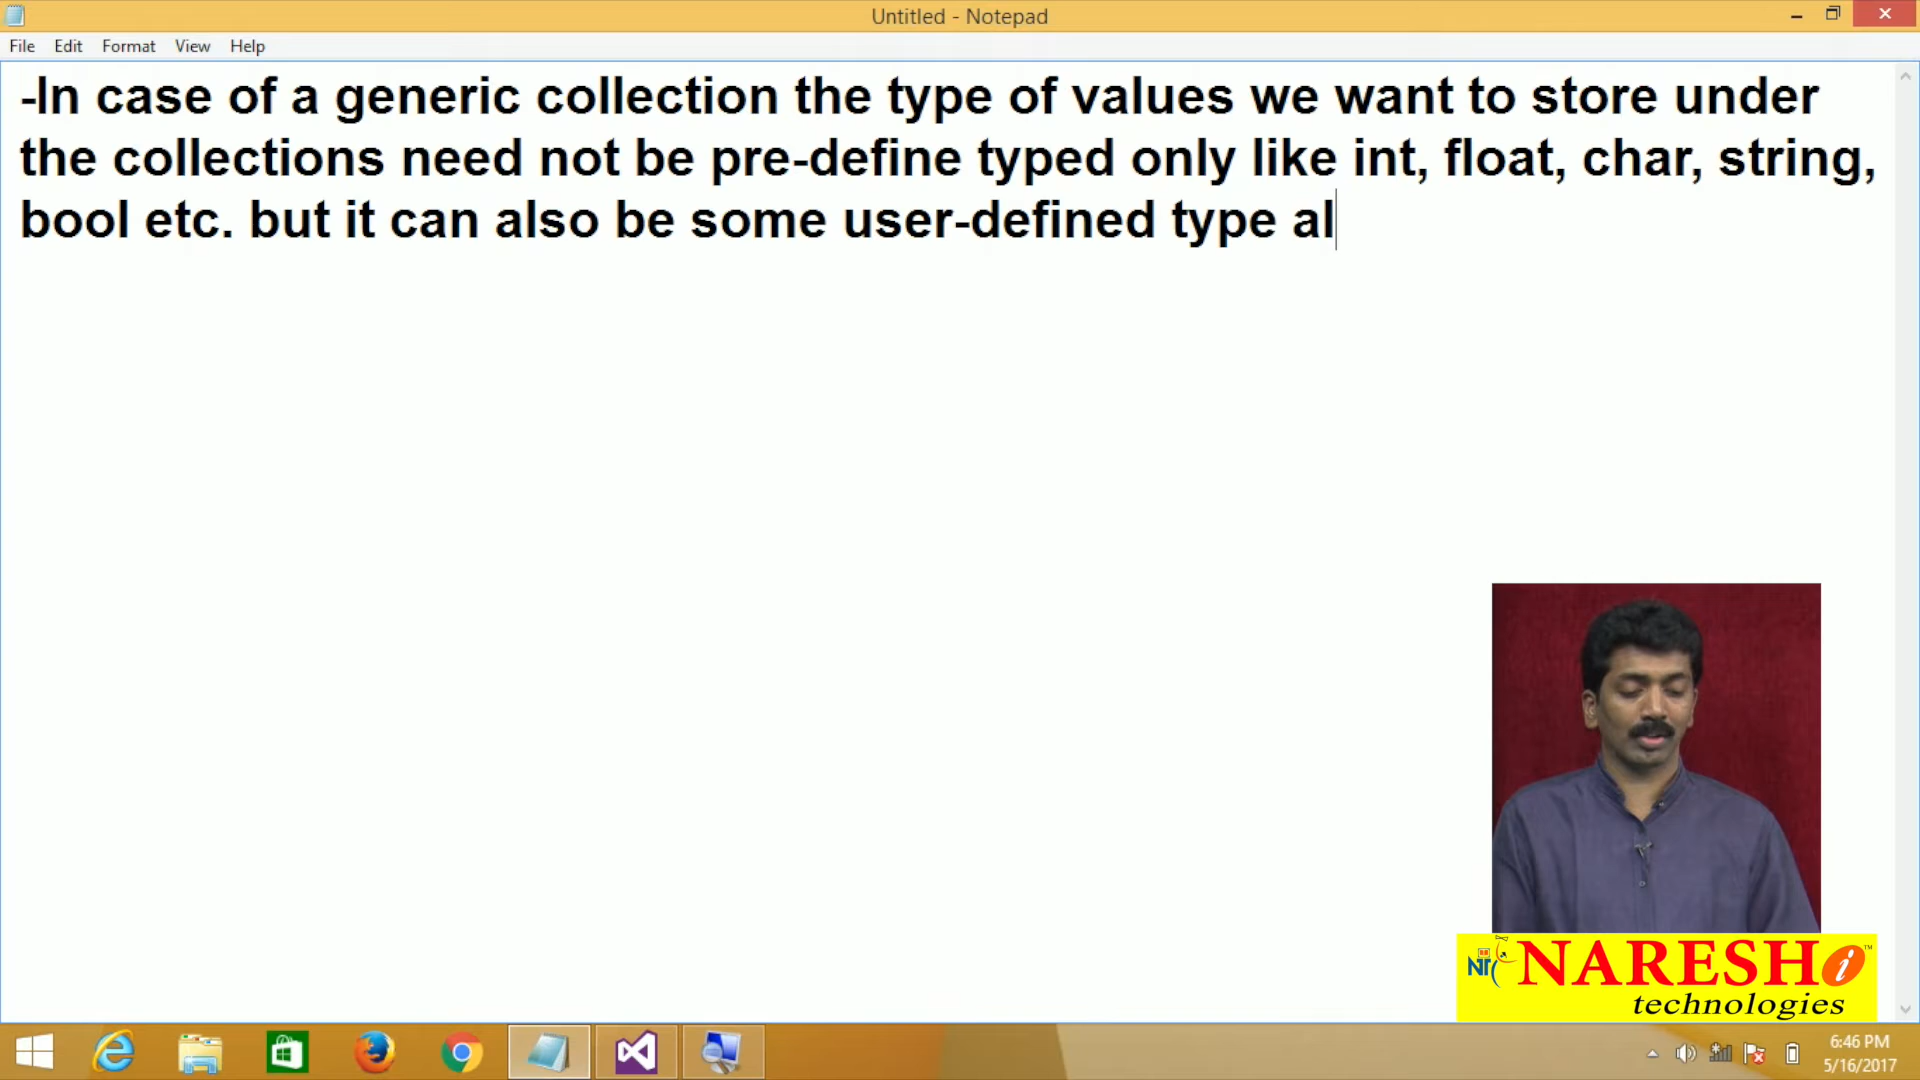 Untitled - Notepad
File Edit Format View Help
-In case of a generic collection the type of values we want to store under
the collections need not be pre-define typed only like int, float, char, string,
bool etc. but it can also be some user-defined type al
NT
NARESH i ™
technologies
6:46 PM
5/16/2017